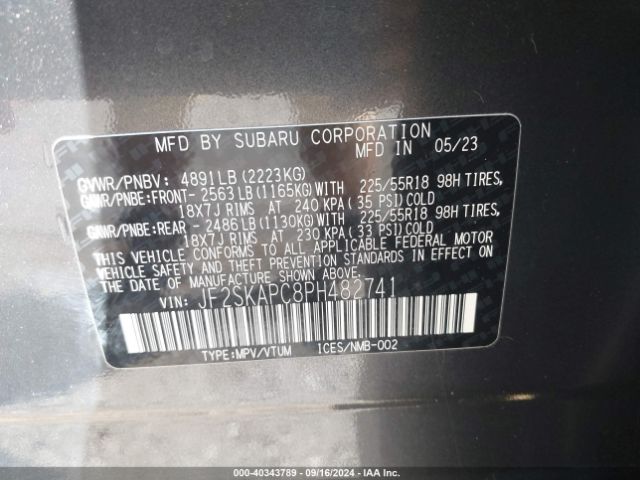 MFD BY SUBARU CORPORATION
MFD IN 05/23
GVWR/PNBV: 4891LB(2223KG)
GAWR/PNBE:FRONT- 2563LB(1165KG)WITH 225/55R18 98H TIRES,
18X7J RIMS AT 240 KPA(35 PSI)COLD
GAWR/PNBE:REAR - 2486LB(1130KG)WITH 225/55R18 98H TIRES,
18X7J RIMS AT 230 KPA(33 PSI)COLD
THIS VEHICLE CONFORMS TO ALL APPLICABLE FEDERAL MOTOR
VEHICLE SAFETY AND THEFT PREVENTION STANDARDS IN EFFECT ON
THE DATE OF MANUFACTURE SHOWN ABOVE.
VIN: JF2SKAPC8PH482741
TYPE:MPV/VTUM ICES/NMB-002
000-40343789 - 09/16/2024 - IAA Inc.